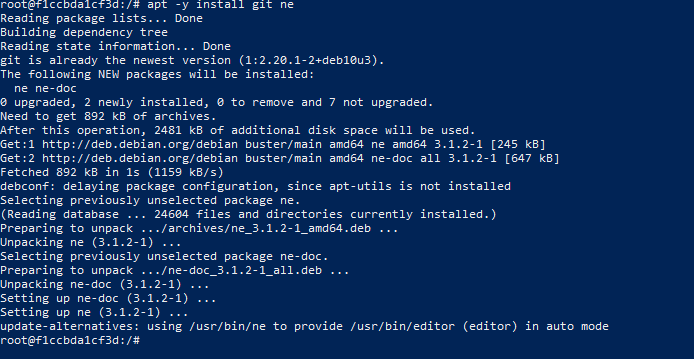 root@f1ccbda1cf3d:/# apt -y install git ne
Reading package lists... Done
Building dependency tree
Reading state information... Done
git is already the newest version (1:2.20.1-2+deb10u3).
The following NEW packages will be installed:
  ne ne-doc
0 upgraded, 2 newly installed, 0 to remove and 7 not upgraded.
Need to get 892 kB of archives.
After this operation, 2481 kB of additional disk space will be used.
Get:1 http://deb.debian.org/debian buster/main amd64 ne amd64 3.1.2-1 [245 kB]
Get:2 http://deb.debian.org/debian buster/main amd64 ne-doc all 3.1.2-1 [647 kB]
Fetched 892 kB in 1s (1159 kB/s)
debconf: delaying package configuration, since apt-utils is not installed
Selecting previously unselected package ne.
(Reading database ... 24604 files and directories currently installed.)
Preparing to unpack .../archives/ne_3.1.2-1_amd64.deb ...
Unpacking ne (3.1.2-1) ...
Selecting previously unselected package ne-doc.
Preparing to unpack .../ne-doc_3.1.2-1_all.deb ...
Unpacking ne-doc (3.1.2-1) ...
Setting up ne-doc (3.1.2-1) ...
Setting up ne (3.1.2-1) ...
update-alternatives: using /usr/bin/ne to provide /usr/bin/editor (editor) in auto mode
root@f1ccbda1cf3d:/#